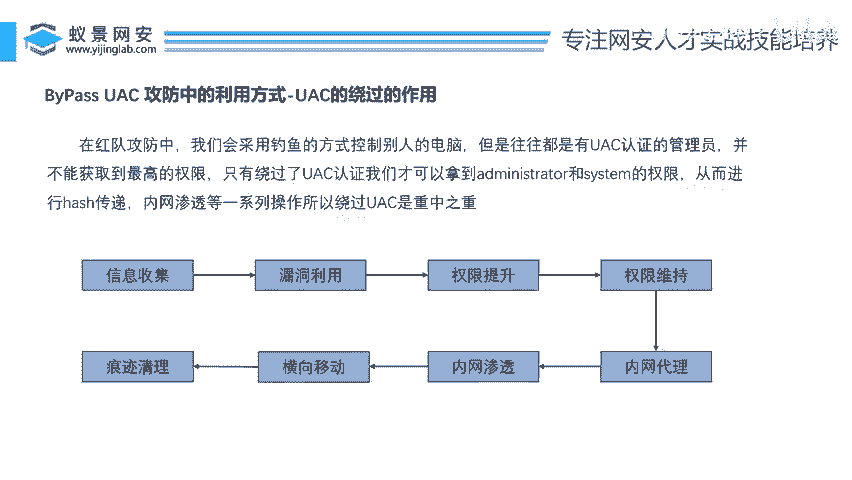 蚁景网安
www.yijinglab.com
专注网安人才实战技能培养
ByPass UAC 攻防中的利用方式-UAC的绕过的作用
在红队攻防中，我们会采用钓鱼的方式控制别人的电脑，但是往往都是有UAC认证的管理员，并
不能获取到最高的权限，只有绕过了UAC认证我们才可以拿到administrator和system的权限，从而进
行hash传递，内网渗透等一系列操作所以绕过UAC是重中之重
信息收集
漏洞利用
权限提升
权限维持
痕迹清理
横向移动
内网渗透
内网代理